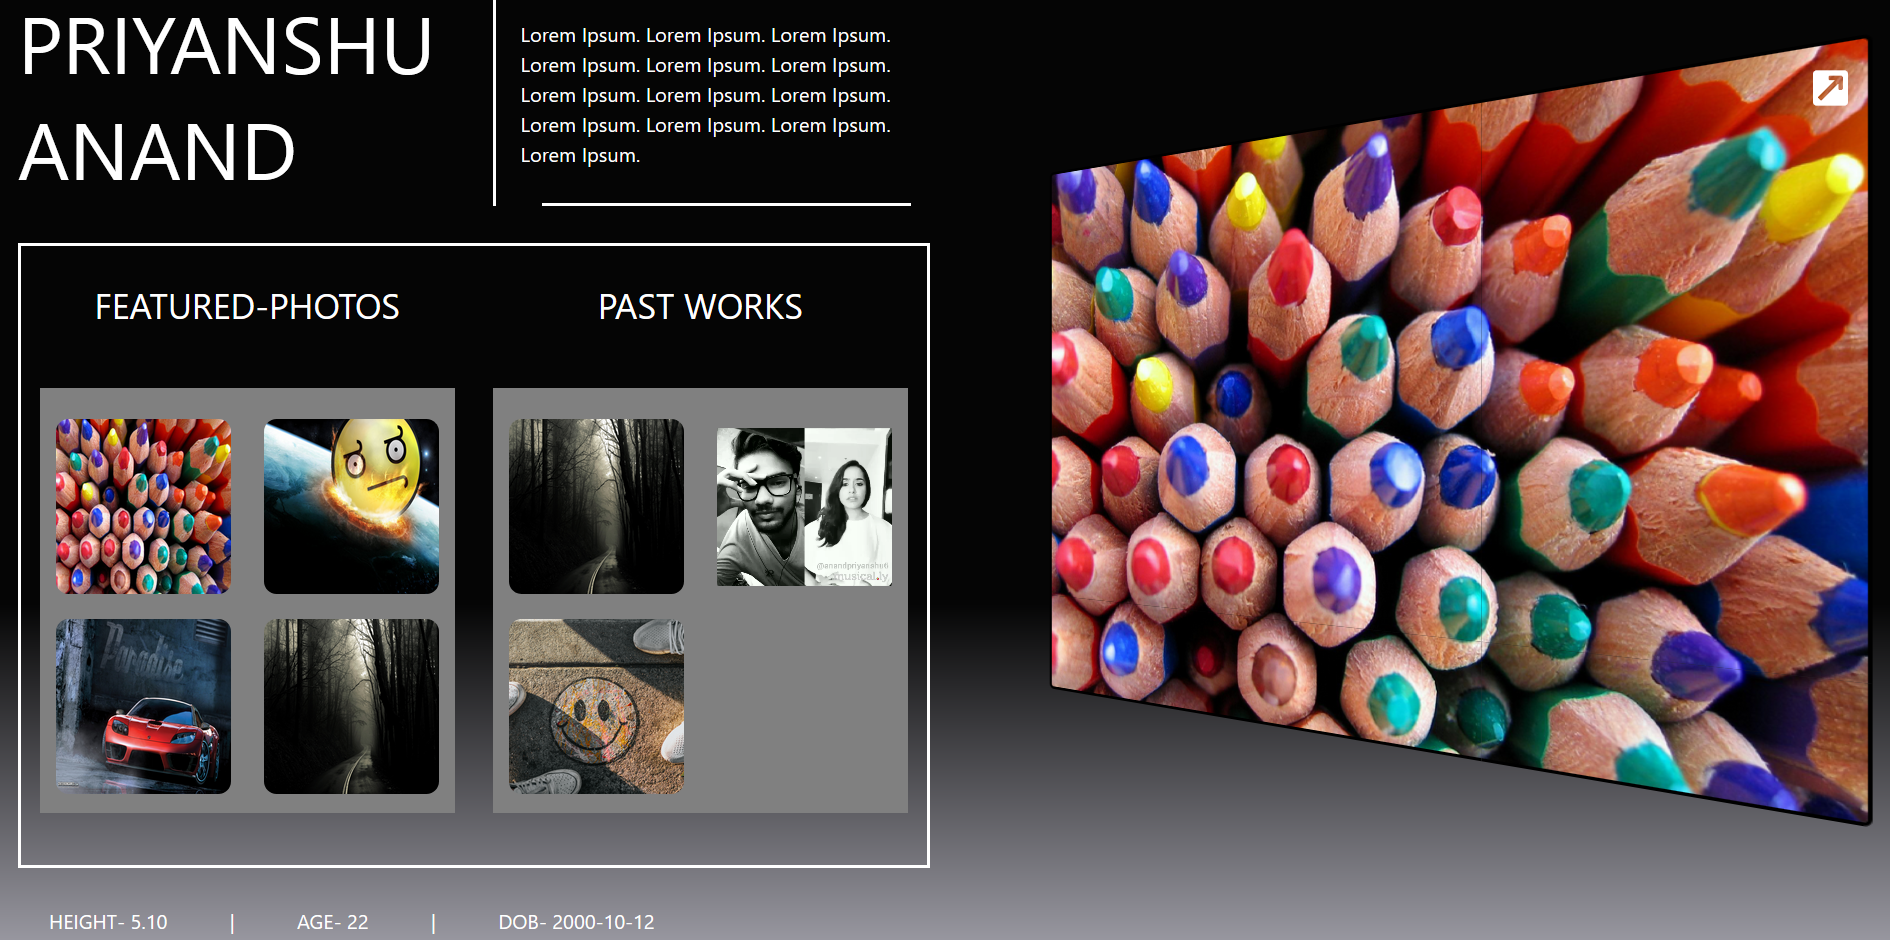 PRIYANSHU
ANAND
Lorem Ipsum. Lorem Ipsum. Lorem Ipsum.
Lorem Ipsum. Lorem Ipsum. Lorem Ipsum.
Lorem Ipsum. Lorem Ipsum. Lorem Ipsum.
Lorem Ipsum. Lorem Ipsum. Lorem Ipsum.
Lorem Ipsum.
FEATURED-PHOTOS
PAST WORKS
musical.ly
Paradise
HEIGHT- 5.10 | AGE- 22 | DOB- 2000-10-12